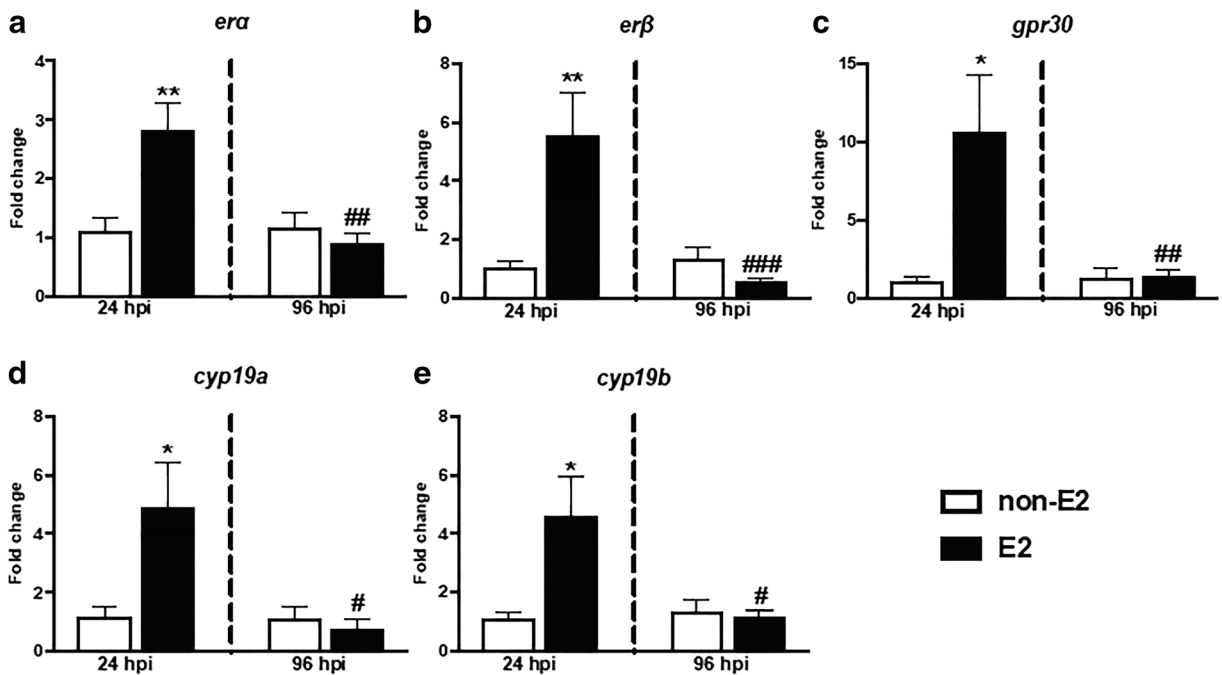 a
erα
Fold change
4
3
2
1
0
**
##
24 hpi
96 hpi
b
erβ
Fold change
8
6
4
2
0
**
###
24 hpi
96 hpi
c
gpr30
Fold change
15
10
5
0
*
##
24 hpi
96 hpi
d
cyp19a
Fold change
8
6
4
2
0
*
#
24 hpi
96 hpi
e
cyp19b
Fold change
8
6
4
2
0
*
#
24 hpi
96 hpi
non-E2
E2